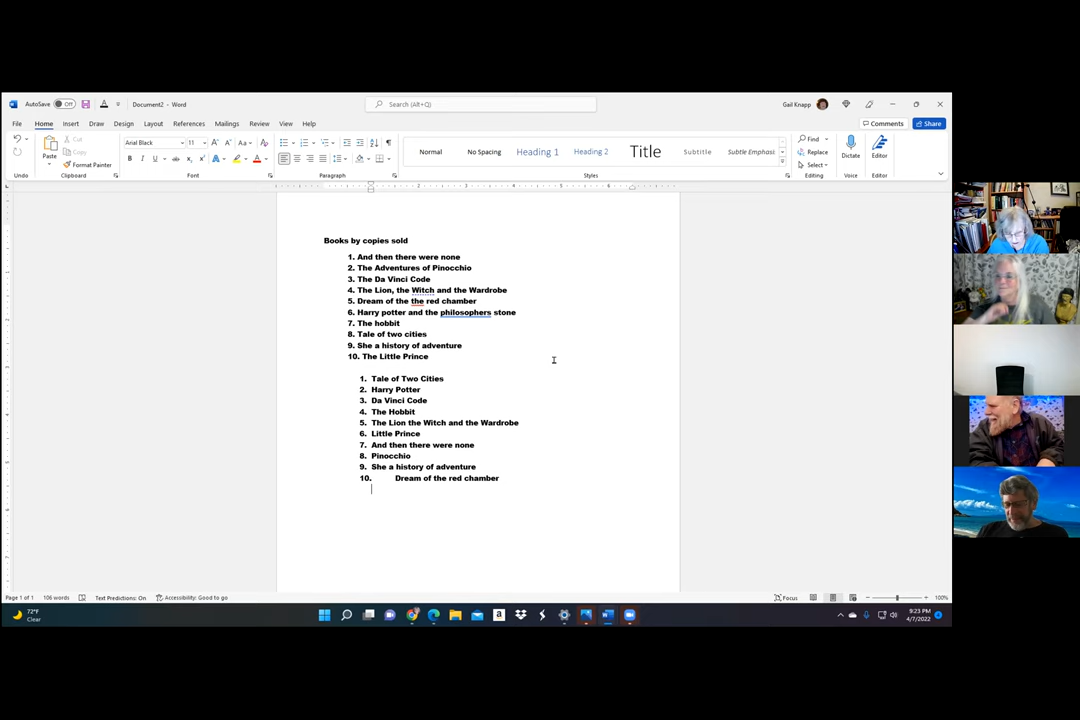 AutoSave Off Document2 - Word Search (Alt+Q) Gail Knapp
File Home Insert Draw Design Layout References Mailings Review View Help Comments Share
Paste Cut Copy Format Painter
Arial Black 11
Normal No Spacing Heading 1 Heading 2 Title Subtitle Subtle Emphasi
Find Replace Select Dictate Editor
Undo Clipboard Font Paragraph Styles Editing Voice Editor
Books by copies sold
1. And then there were none
2. The Adventures of Pinocchio
3. The Da Vinci Code
4. The Lion, the Witch and the Wardrobe
5. Dream of the the red chamber
6. Harry potter and the philosophers stone
7. The hobbit
8. Tale of two cities
9. She a history of adventure
10. The Little Prince
1. Tale of Two Cities
2. Harry Potter
3. Da Vinci Code
4. The Hobbit
5. The Lion the Witch and the Wardrobe
6. Little Prince
7. And then there were none
8. Pinocchio
9. She a history of adventure
10. Dream of the red chamber
Page 1 of 1 106 words Text Predictions: On Accessibility: Good to go Focus 100%
72°F
Clear
9:23 PM
4/7/2022